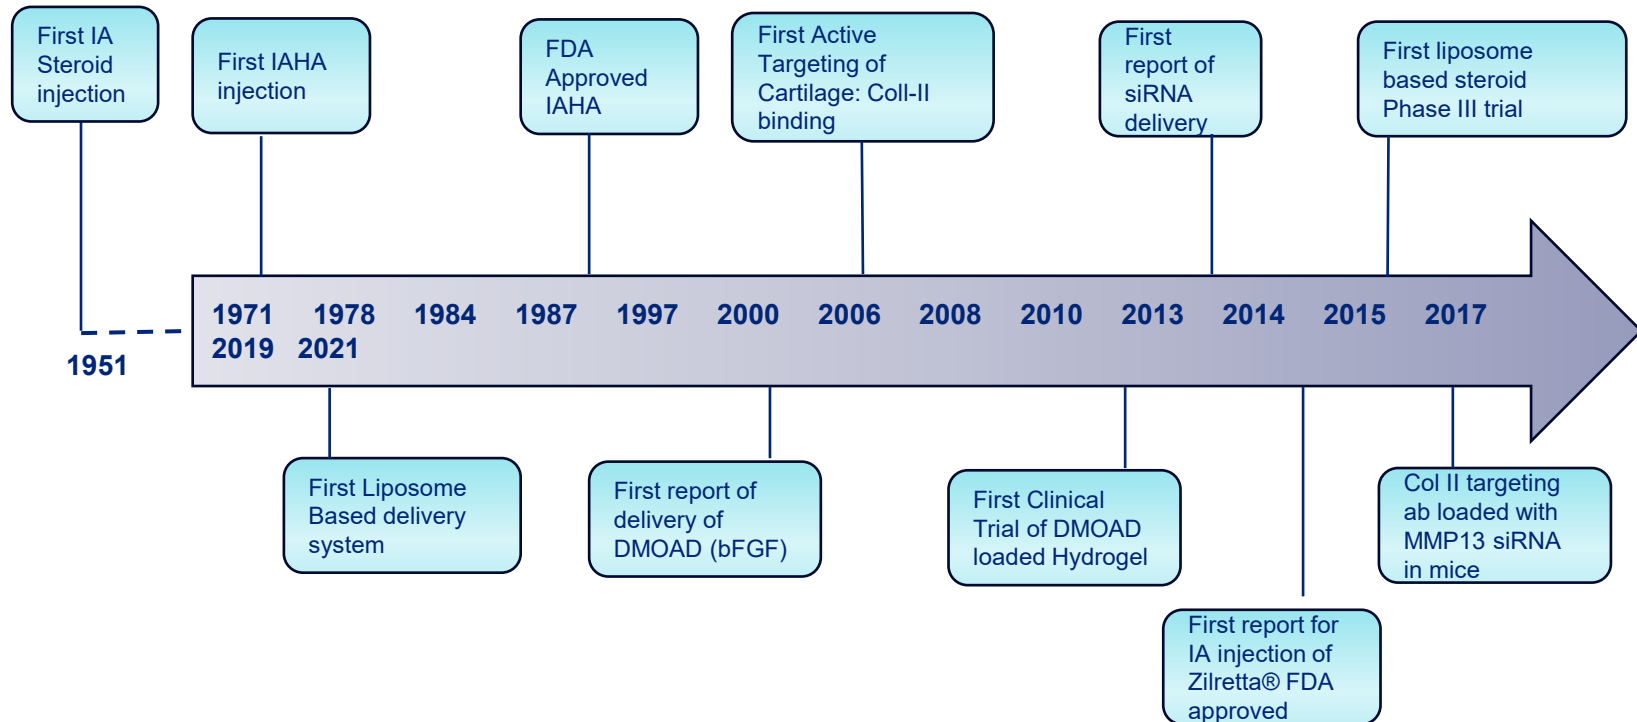 First IA
Steroid
injection
First IAHA
injection
FDA
Approved
IAHA
First Active
Targeting of
Cartilage: Coll-II
binding
First
report of
siRNA
delivery
First liposome
based steroid
Phase III trial
1971 1978 1984 1987 1997 2000 2006 2008 2010 2013 2014 2015 2017
2019 2021
1951
First Liposome
Based delivery
system
First report of
delivery of
DMOAD (bFGF)
First Clinical
Trial of DMOAD
loaded Hydrogel
Col II targeting
ab loaded with
MMP13 siRNA
in mice
First report for
IA injection of
Zilretta® FDA
approved